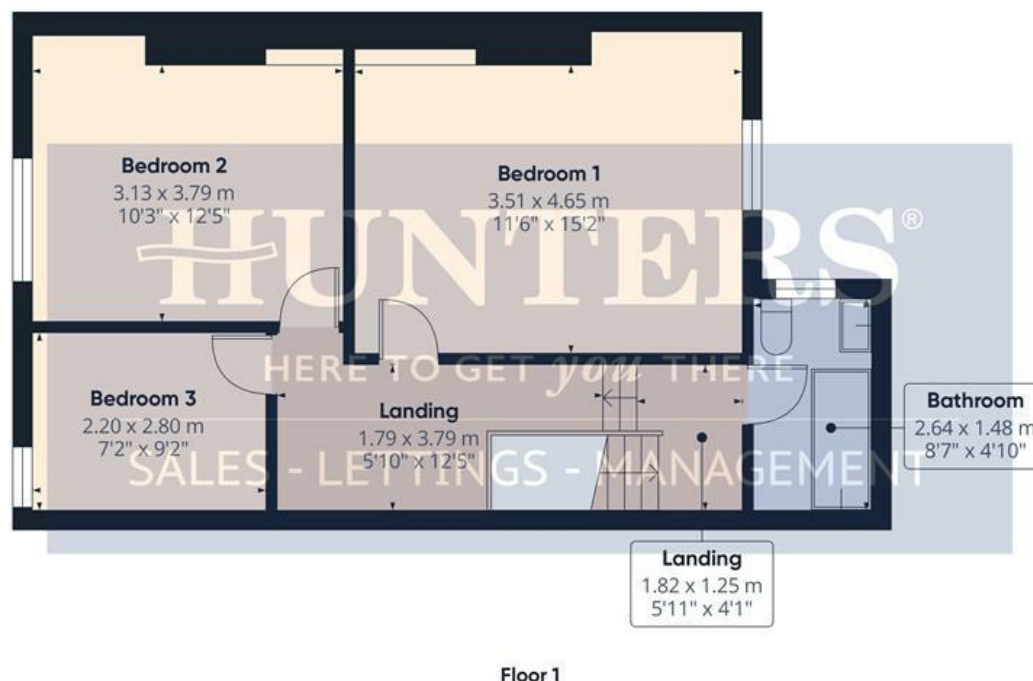 Bedroom 2
3.13 x 3.79 m
10'3" x 12'5"
Bedroom 1
3.51 x 4.65 m
11'6" x 15'2"
HUNTERS®
HERE TO GET you THERE
SALES - LETTINGS - MANAGEMENT
Bedroom 3
2.20 x 2.80 m
7'2" x 9'2"
Landing
1.79 x 3.79 m
5'10" x 12'5"
Bathroom
2.64 x 1.48 m
8'7" x 4'10"
Landing
1.82 x 1.25 m
5'11" x 4'1"
Floor 1